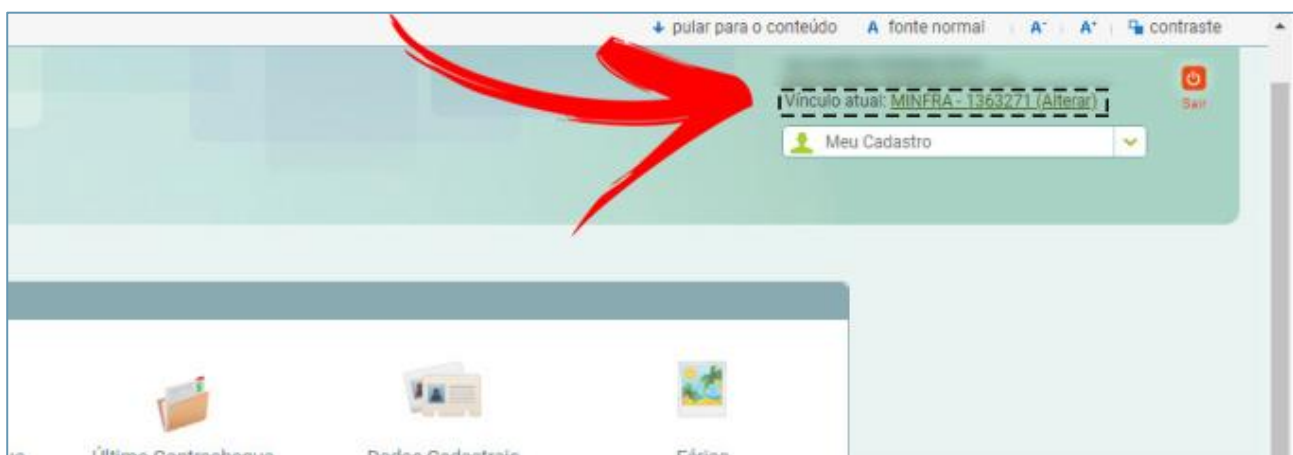 pular para o conteúdo A fonte normal A- A+ contraste
Vínculo atual: MINFRA - 1363271 (Alterar)
Sair
Meu Cadastro
Último Contracheque Dados Cadastrais Férias